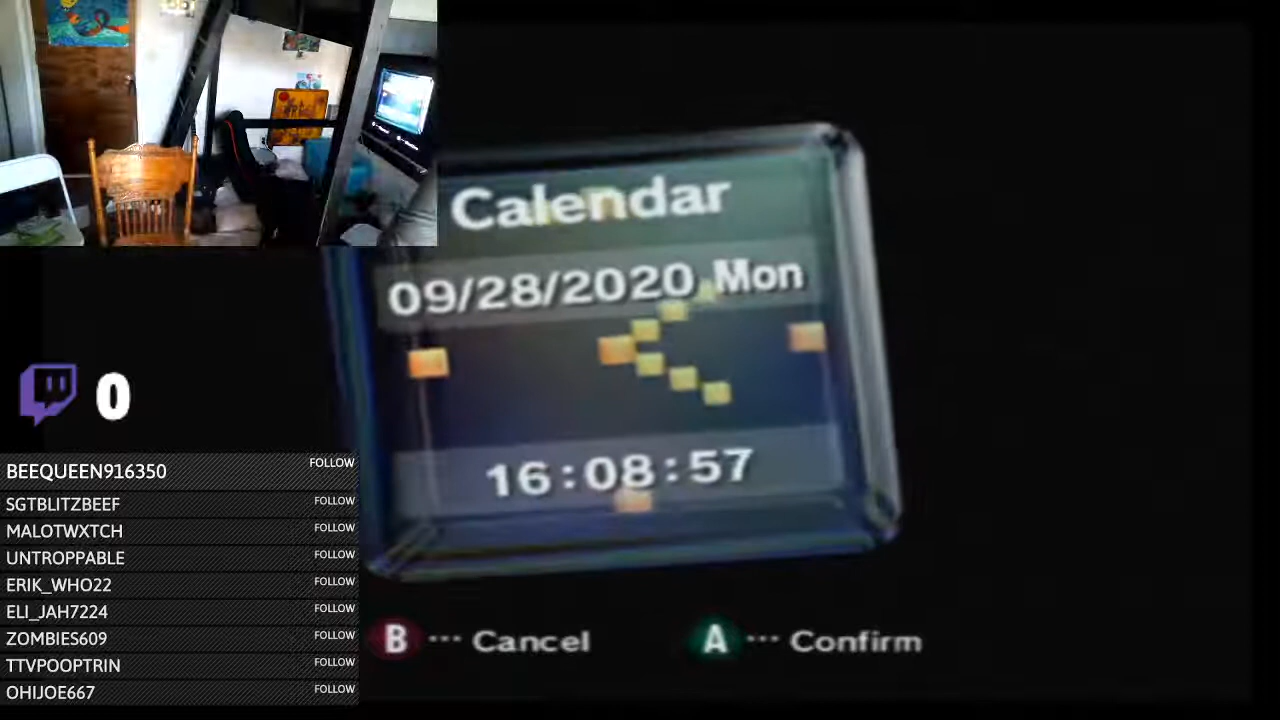 Calendar
09/28/2020 Mon
16:08:57
B ··· Cancel
A ··· Confirm
0
BEEQUEEN916350 FOLLOW
SGTBLITZBEEF FOLLOW
MALOTWXTCH FOLLOW
UNTROPPABLE FOLLOW
ERIK_WHO22 FOLLOW
ELI_JAH7224 FOLLOW
ZOMBIES609 FOLLOW
TTVPOOPTRIN FOLLOW
OHIJOE667 FOLLOW